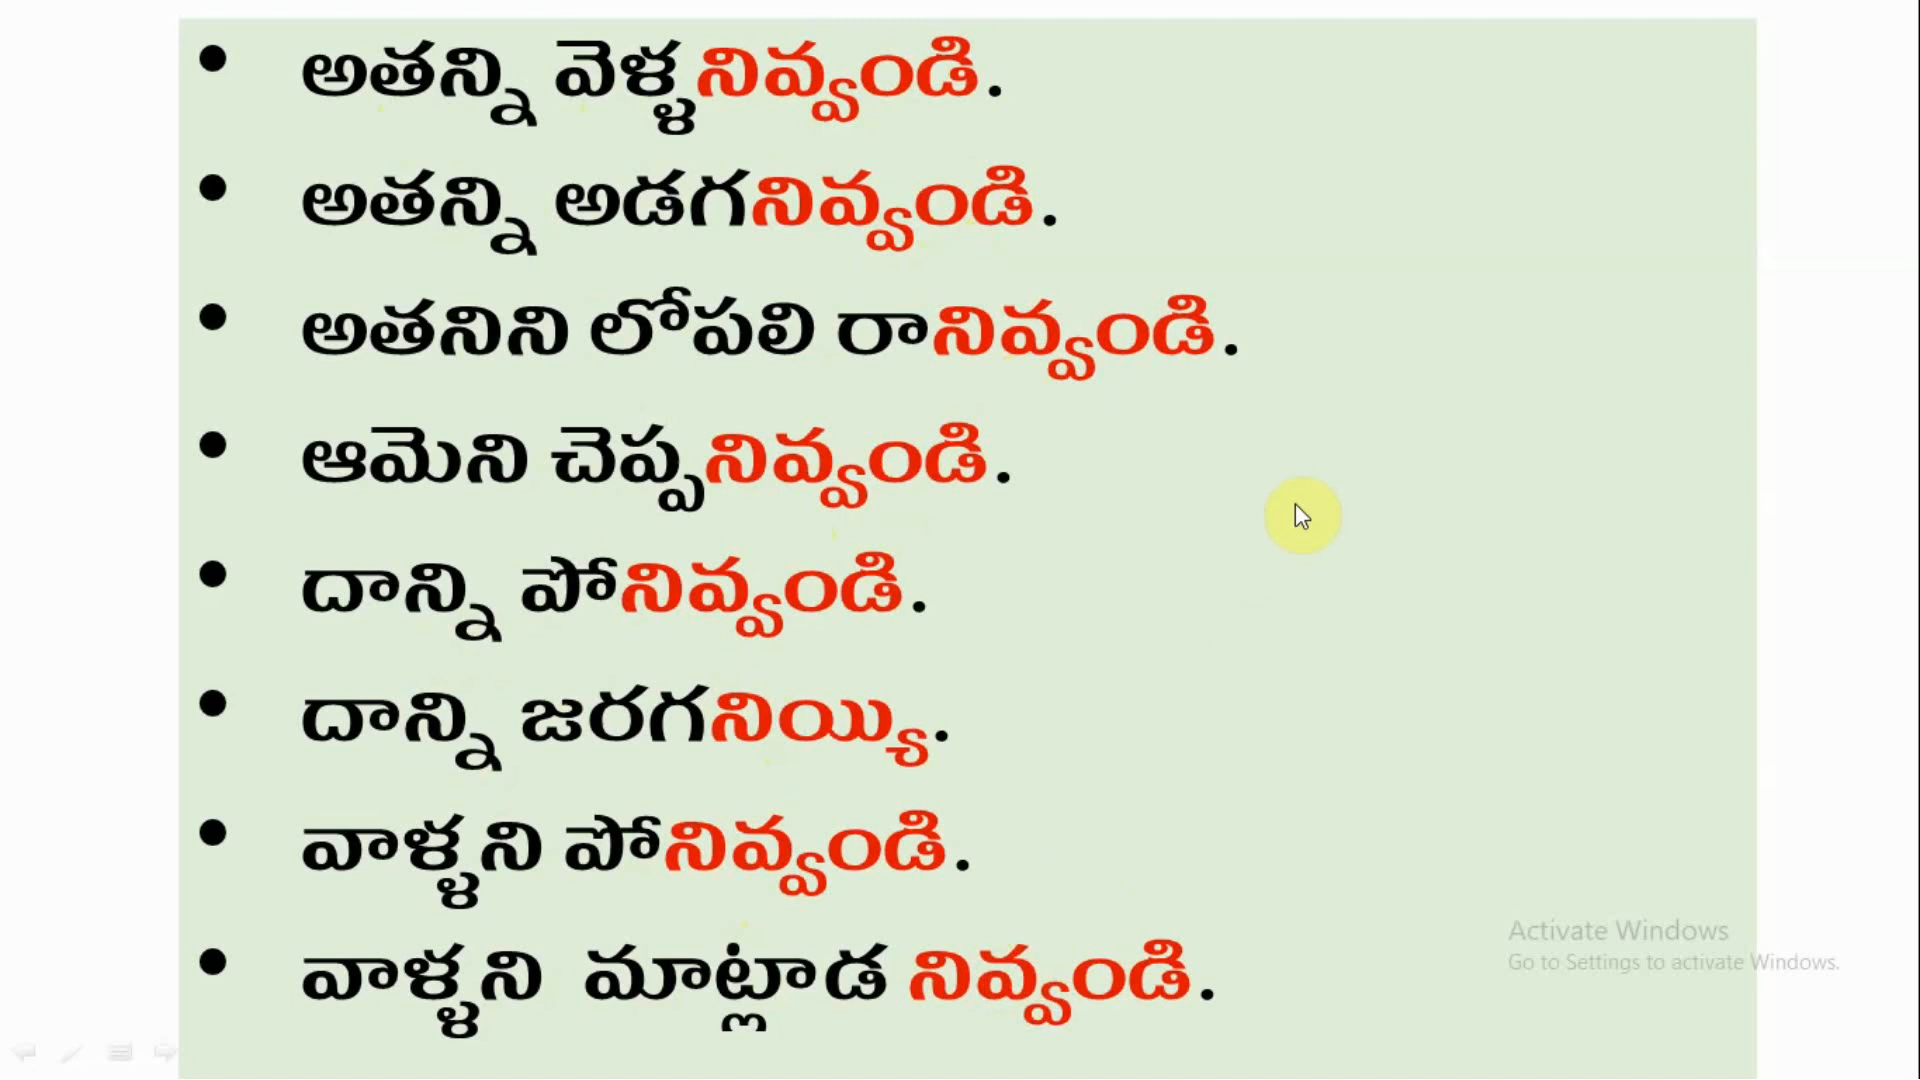 • అతన్ని వెళ్ళనివ్వండి.
• అతన్ని అడగనివ్వండి.
• అతనిని లోపలి రానివ్వండి.
• ఆమెని చెప్పనివ్వండి.
• దాన్ని పోనివ్వండి.
• దాన్ని జరగనియ్యి.
• వాళ్ళని పోనివ్వండి.
• వాళ్ళని మాట్లాడ నివ్వండి.
Activate Windows
Go to Settings to activate Windows.